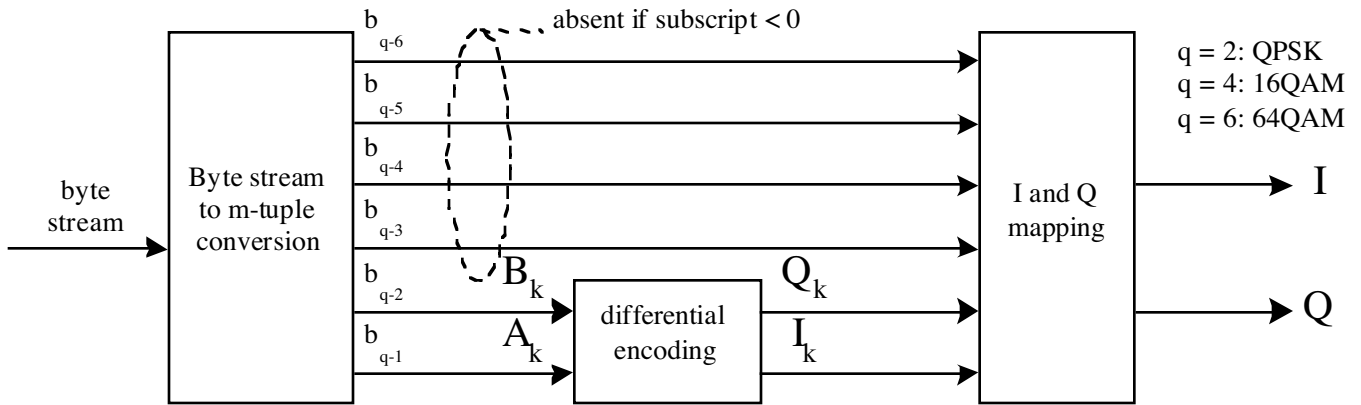 absent if subscript < 0
b q-6
b q-5
b q-4
b q-3
b q-2
b q-1
byte
stream
Byte stream
to m-tuple
conversion
B k
A k
differential
encoding
Q k
I k
I and Q
mapping
q = 2: QPSK
q = 4: 16QAM
q = 6: 64QAM
I
Q